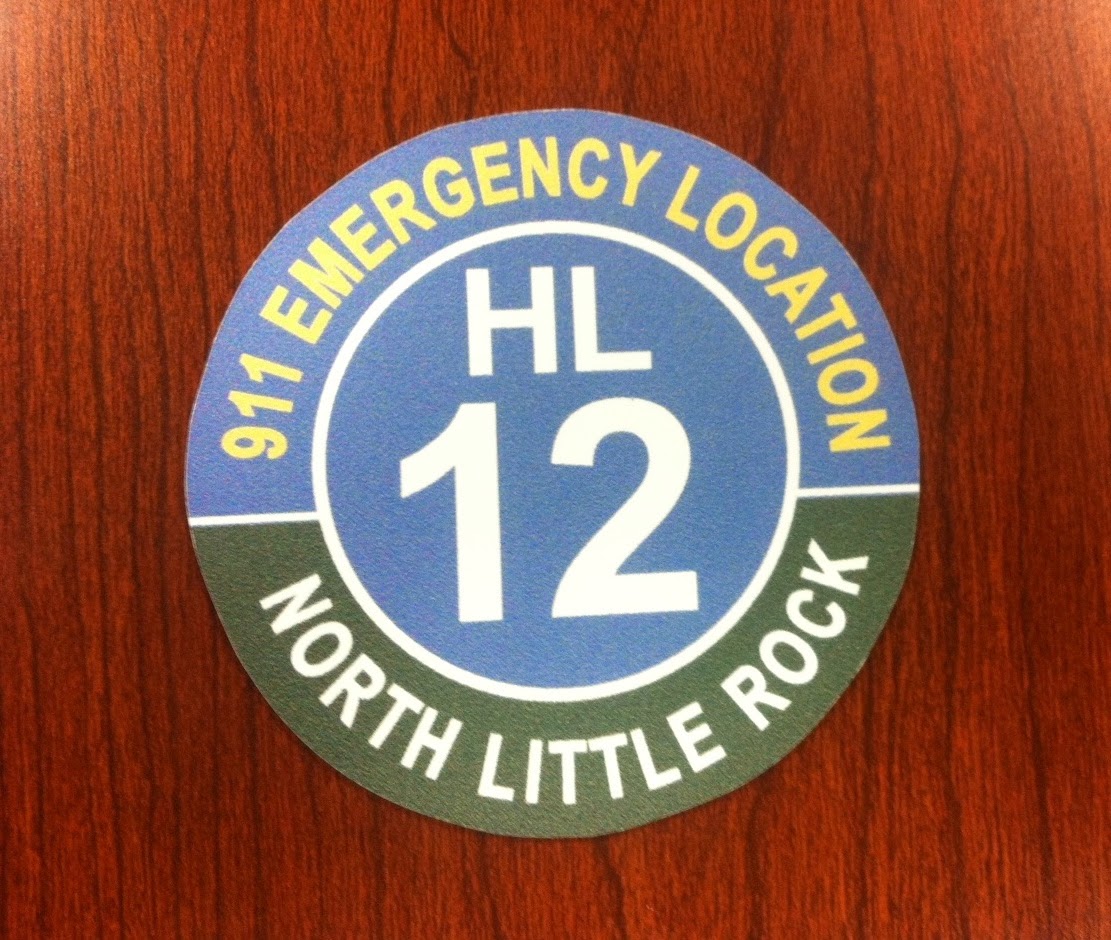 911 EMERGENCY LOCATION
HL
12
NORTH LITTLE ROCK